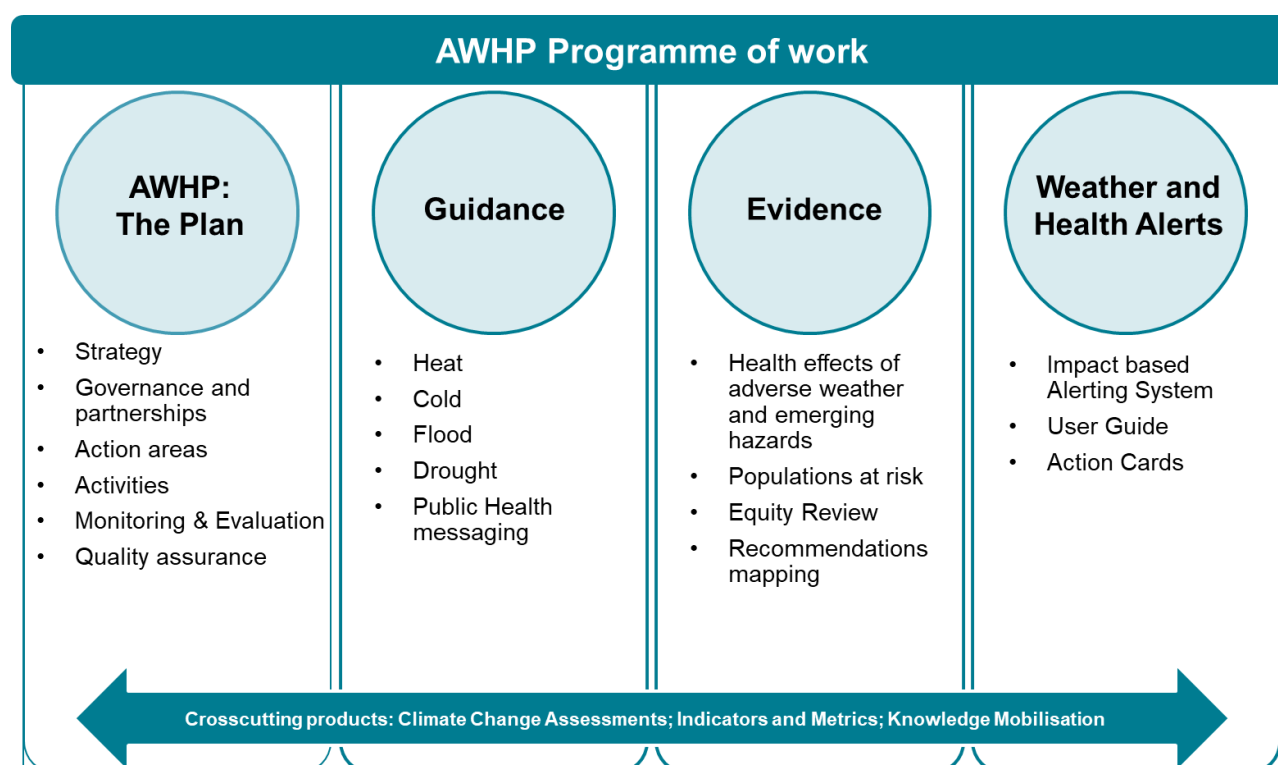 AWHP Programme of work
AWHP:
The Plan
• Strategy
• Governance and
partnerships
• Action areas
• Activities
• Monitoring & Evaluation
• Quality assurance
Guidance
• Heat
• Cold
• Flood
• Drought
• Public Health
messaging
Evidence
• Health effects of
adverse weather
and emerging
hazards
• Populations at risk
• Equity Review
• Recommendations
mapping
Weather and
Health Alerts
• Impact based
Alerting System
• User Guide
• Action Cards
Crosscutting products: Climate Change Assessments; Indicators and Metrics; Knowledge Mobilisation